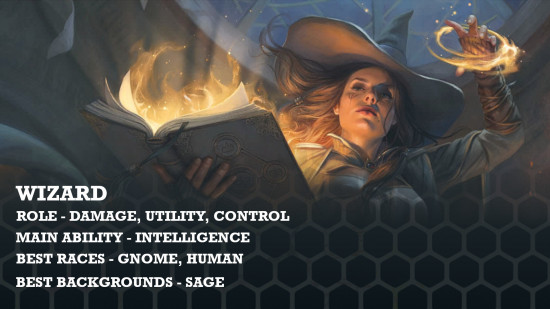 WIZARD
ROLE - DAMAGE, UTILITY, CONTROL
MAIN ABILITY - INTELLIGENCE
BEST RACES - GNOME, HUMAN
BEST BACKGROUNDS - SAGE